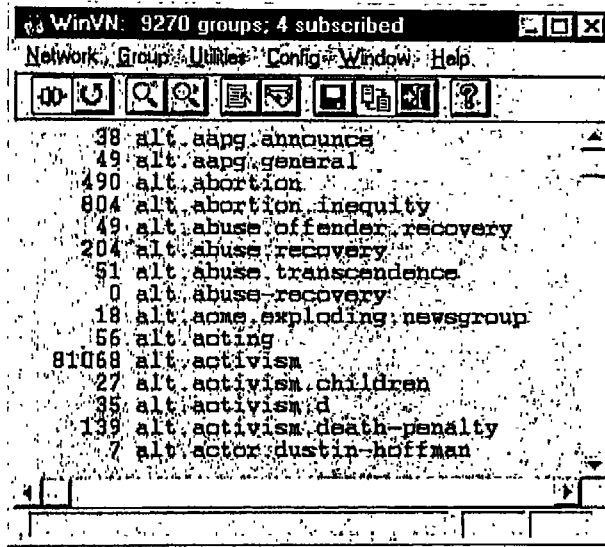 WinVN: 9270 groups; 4 subscribed
Network Group Utilities Config Window Help
38 alt.aapg.announce
49 alt.aapg.general
490 alt.abortion
804 alt.abortion.inequity
49 alt.abuse.offender.recovery
204 alt.abuse.recovery
51 alt.abuse.transcendence
0 alt.abuse-recovery
18 alt.acme.exploding.newsgroup
56 alt.acting
81068 alt.activism
27 alt.activism.children
35 alt.activism.d
139 alt.activism.death-penalty
7 alt.actor.dustin-hoffman